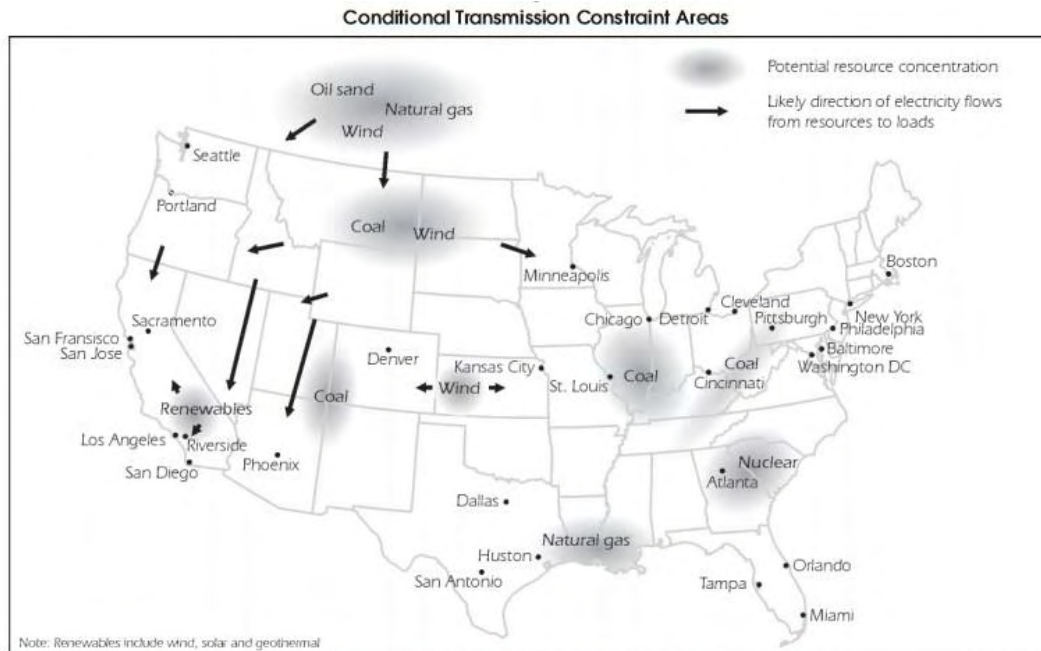 Conditional Transmission Constraint Areas
Potential resource concentration
Likely direction of electricity flows
from resources to loads
Oil sand
Natural gas
Wind
Seattle
Portland
Coal
Wind
Minneapolis
Boston
San Fransisco
Sacramento
San Jose
Denver
Kansas City
Wind
Chicago
Detroit
Cleveland
Pittsburgh
New York
Philadelphia
Baltimore
Washington DC
Coal
St. Louis
Coal
Coal
Cincinnati
Renewables
Los Angeles
Riverside
San Diego
Phoenix
Nuclear
Atlanta
Dallas
Natural gas
Huston
San Antonio
Orlando
Tampa
Miami
Note: Renewables include wind, solar and geothermal